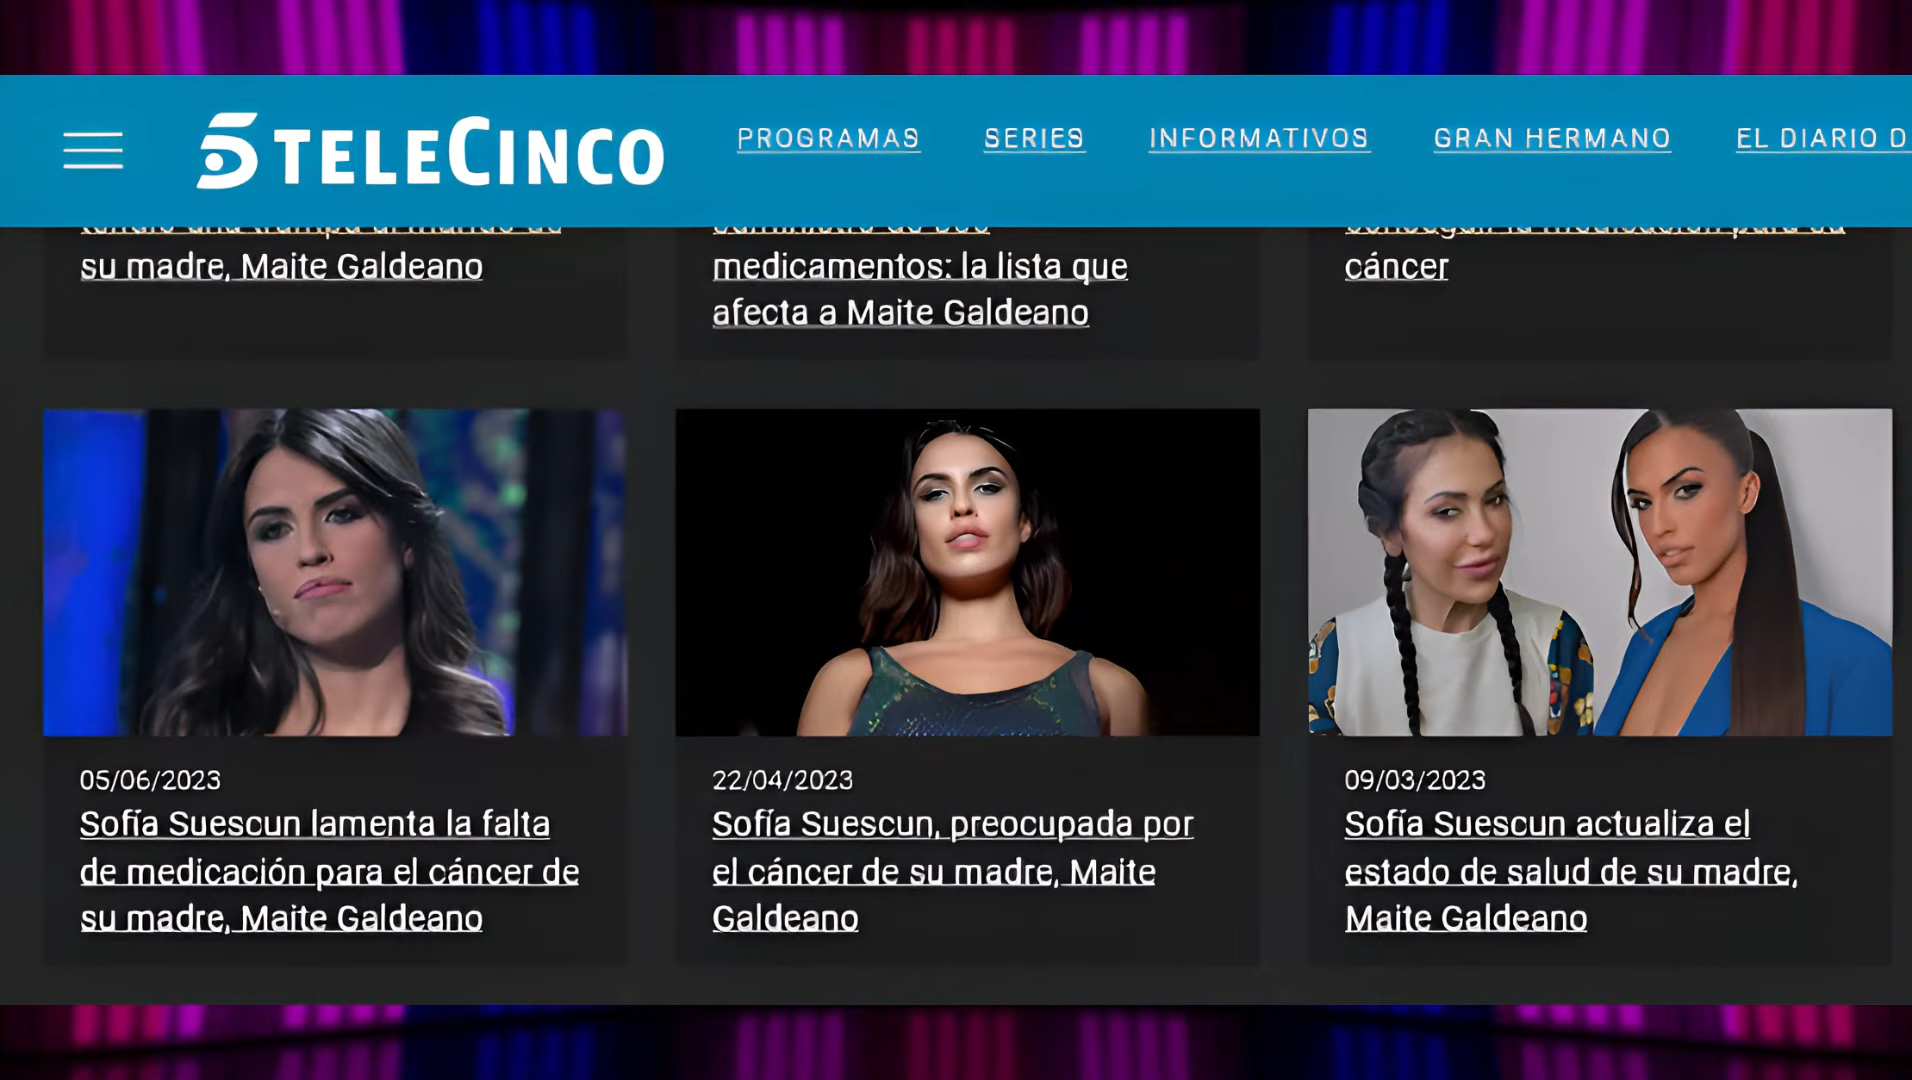 5 TELECINCO
PROGRAMAS
SERIES
INFORMATIVOS
GRAN HERMANO
EL DIARIO D
su madre, Maite Galdeano
medicamentos: la lista que
afecta a Maite Galdeano
cáncer
05/06/2023
Sofía Suescun lamenta la falta
de medicación para el cáncer de
su madre, Maite Galdeano
22/04/2023
Sofía Suescun, preocupada por
el cáncer de su madre, Maite
Galdeano
09/03/2023
Sofía Suescun actualiza el
estado de salud de su madre,
Maite Galdeano